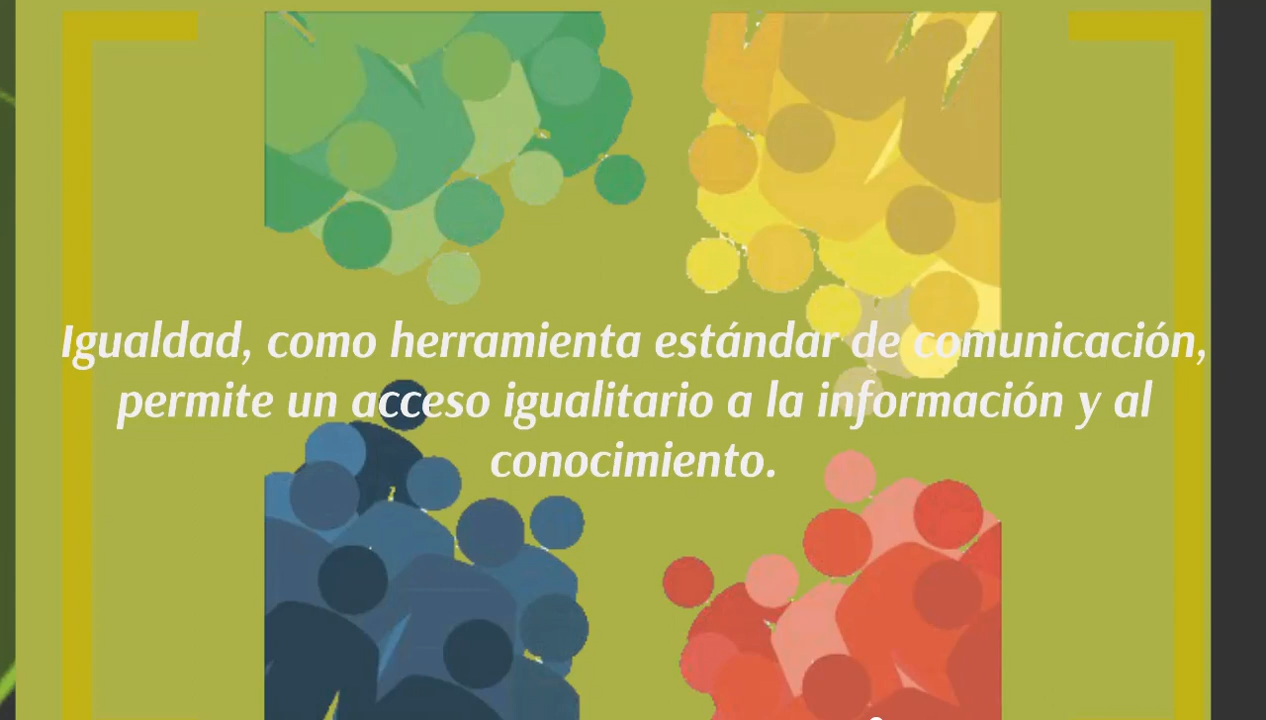 Igualdad, como herramienta estándar de comunicación,
permite un acceso igualitario a la información y al
conocimiento.